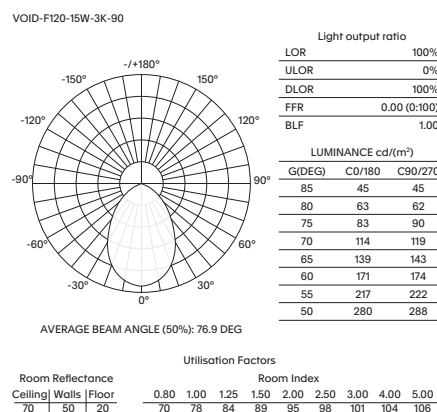 VOID-F120-15W-3K-90
-/+180°
-150° 150°
-120° 120°
-90° 90°
-60° 60°
-30° 30°
0°
AVERAGE BEAM ANGLE (50%): 76.9 DEG
Light output ratio
LOR 100%
ULOR 0%
DLOR 100%
FFR 0.00 (0:100)
BLF 1.00
LUMINANCE cd/(m²)
G(DEG) C0/180 C90/270
85 45 45
80 63 62
75 83 90
70 114 119
65 139 143
60 171 174
55 217 222
50 280 288
Utilisation Factors
Room Reflectance Room Index
Ceiling Walls Floor 0.80 1.00 1.25 1.50 2.00 2.50 3.00 4.00 5.00
70 50 20 70 78 84 89 95 98 101 104 106